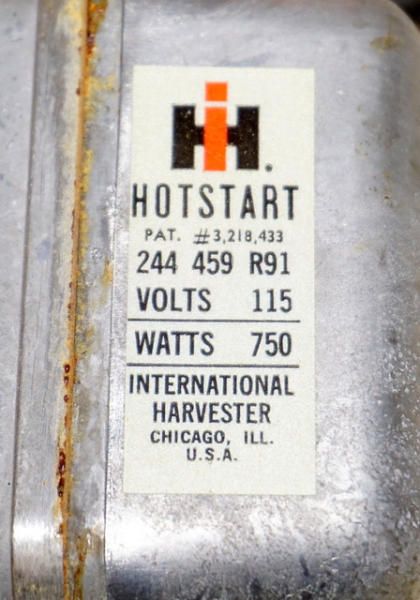 IH.
HOTSTART
PAT. #3,218,433
244 459 R91
VOLTS 115
WATTS 750
INTERNATIONAL
HARVESTER
CHICAGO, ILL.
U.S.A.